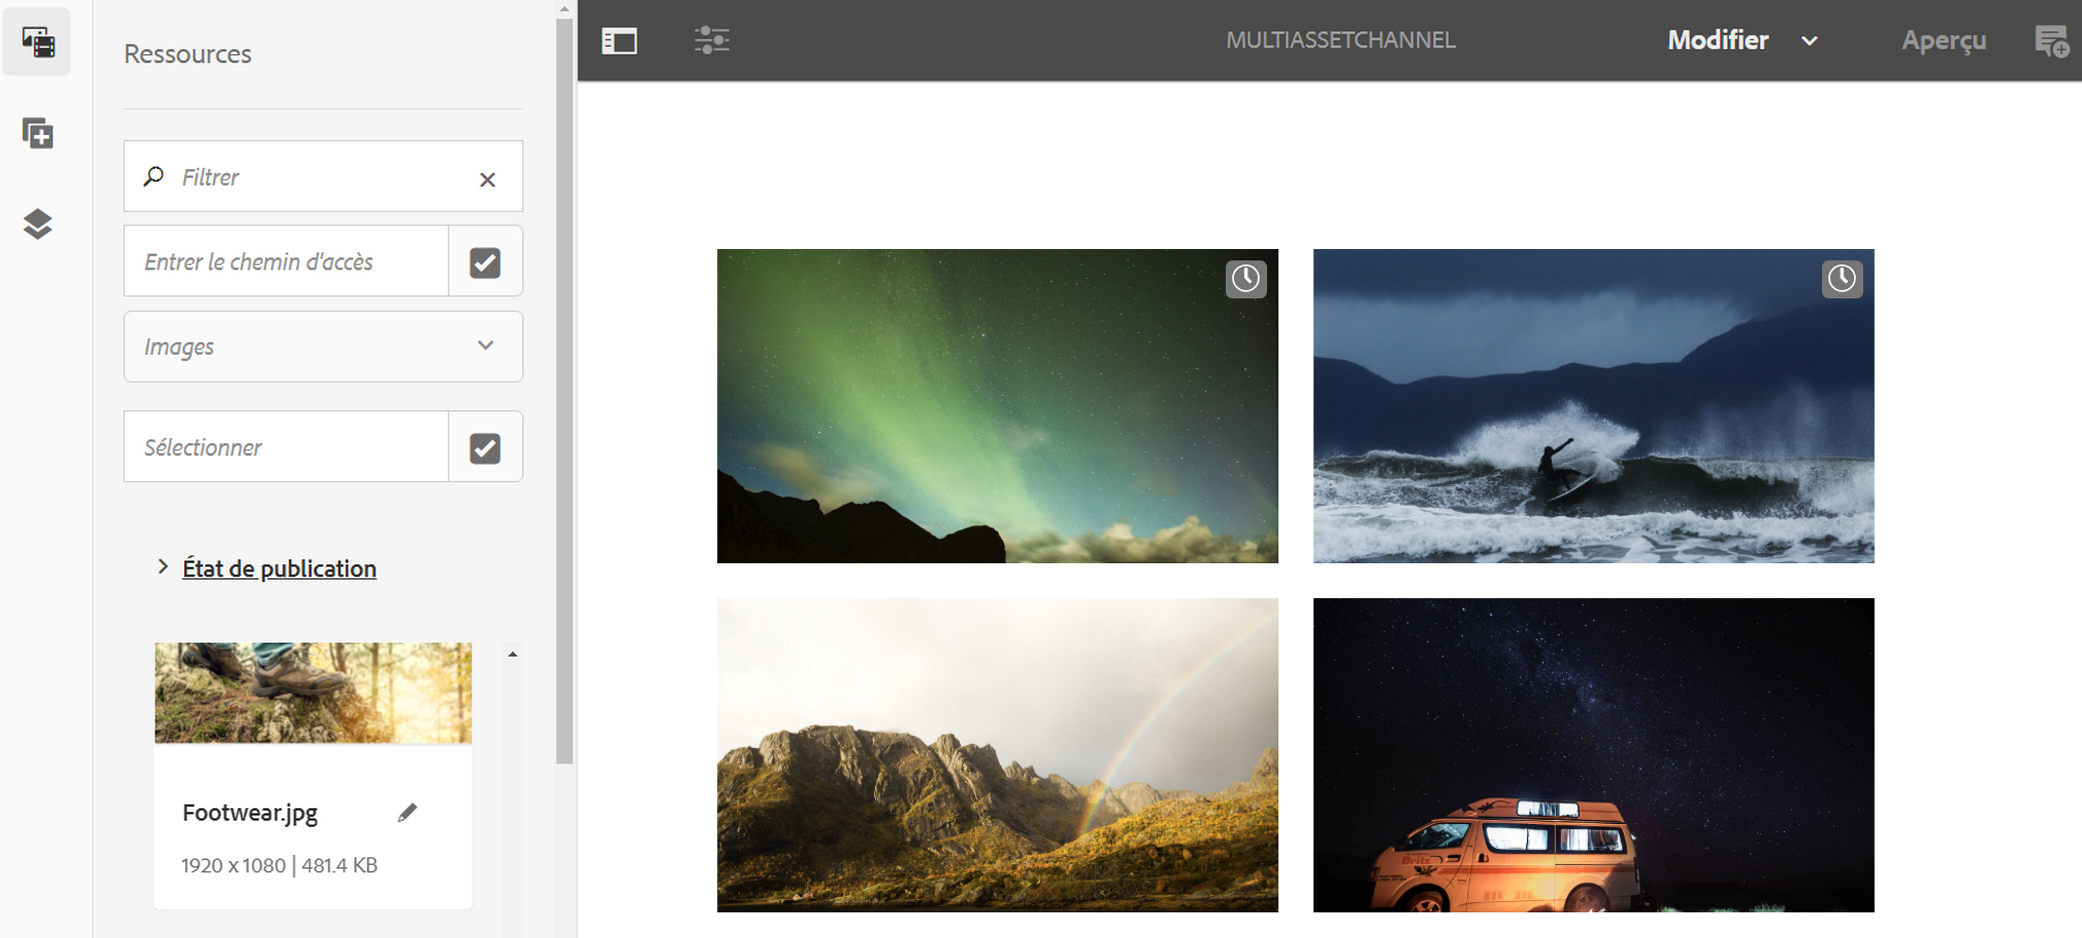 Ressources
MULTIASSETCHANNEL
Modifier
Aperçu
Filtrer
Entrer le chemin d'accès
Images
Sélectionner
État de publication
Footwear.jpg
1920 x 1080 | 481.4 KB
Britz